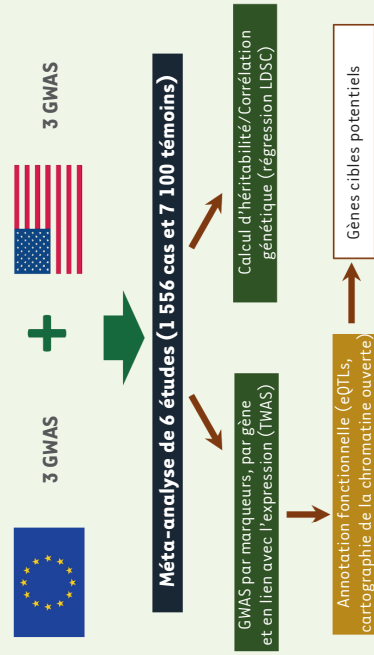 3 GWAS
+
3 GWAS
Méta-analyse de 6 études (1 556 cas et 7 100 témoins)
GWAS par marqueurs, par gène
et en lien avec l'expression (TWAS)
Calcul d'héritabilité/Corrélation
génétique (régression LDSC)
Annotation fonctionnelle (eQTLs,
cartographie de la chromatine ouverte)
Gènes cibles potentiels